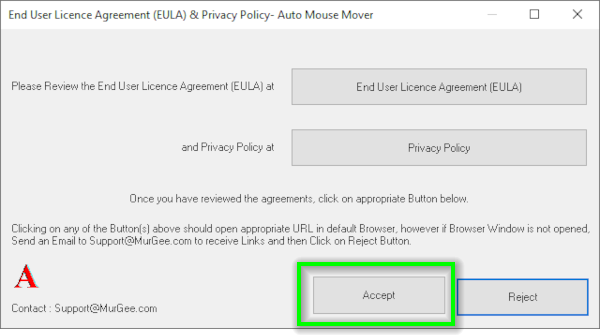 End User Licence Agreement (EULA) & Privacy Policy- Auto Mouse Mover
Please Review the End User Licence Agreement (EULA) at
End User Licence Agreement (EULA)
and Privacy Policy at
Privacy Policy
Once you have reviewed the agreements, click on appropriate Button below.
Clicking on any of the Button(s) above should open appropriate URL in default Browser, however if Browser Window is not opened,
Send an Email to Support@MurGee.com to receive Links and then Click on Reject Button.
A
Contact : Support@MurGee.com
Accept
Reject